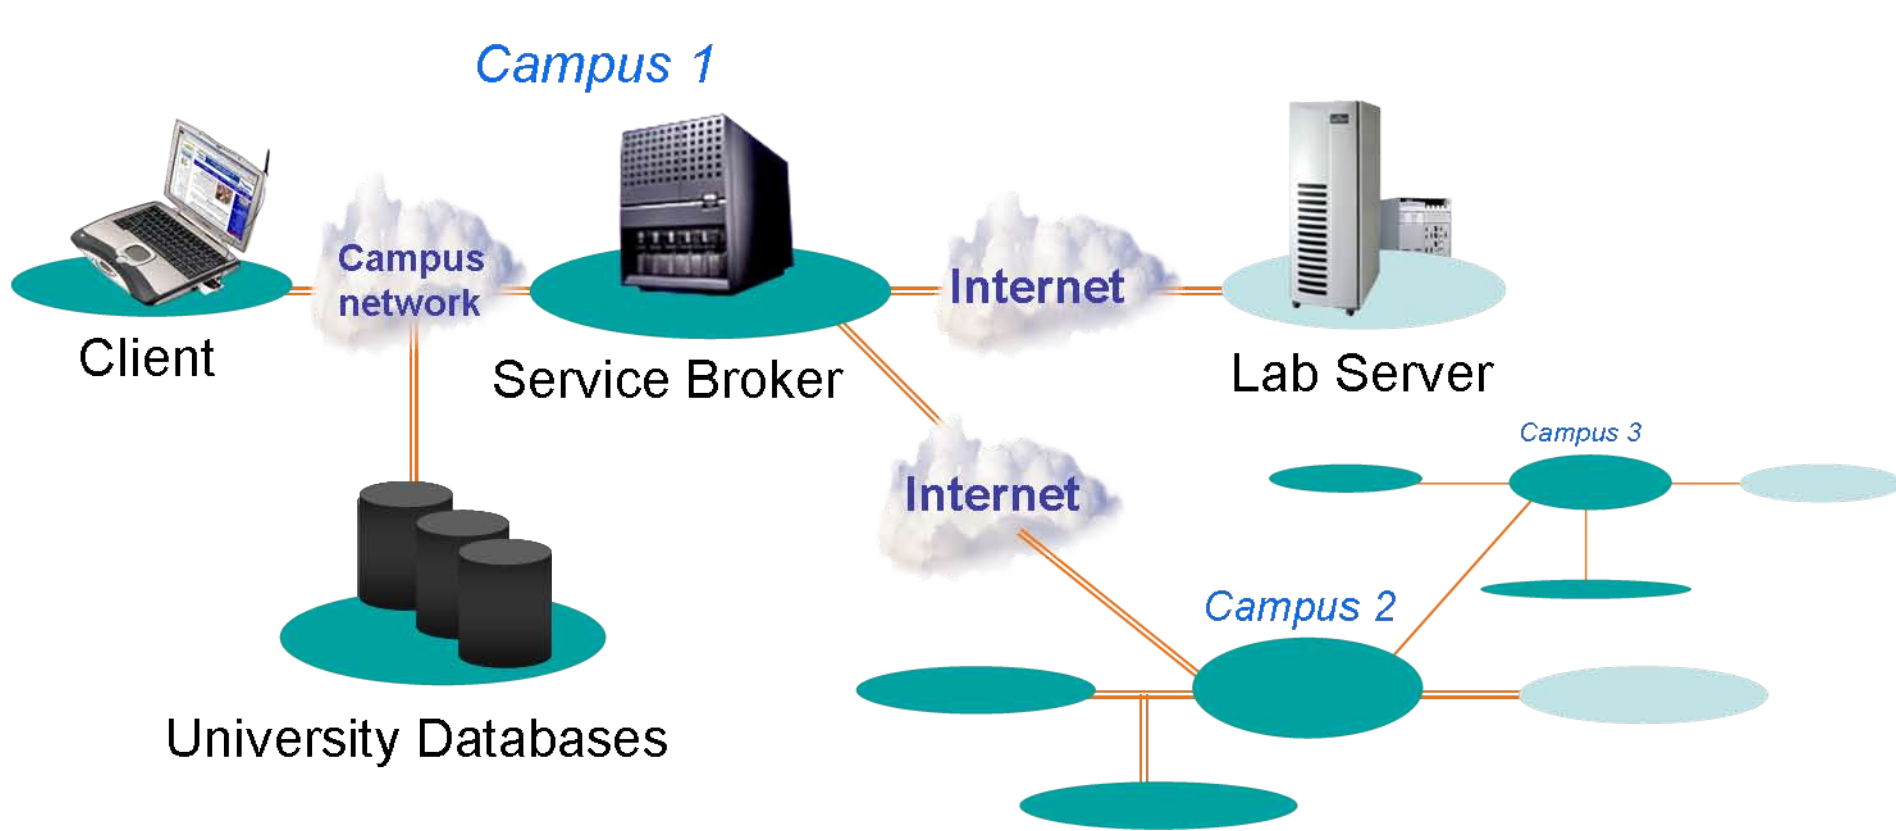 Campus 1
Campus
network
Internet
Client
Service Broker
Lab Server
Campus 3
Internet
Campus 2
University Databases